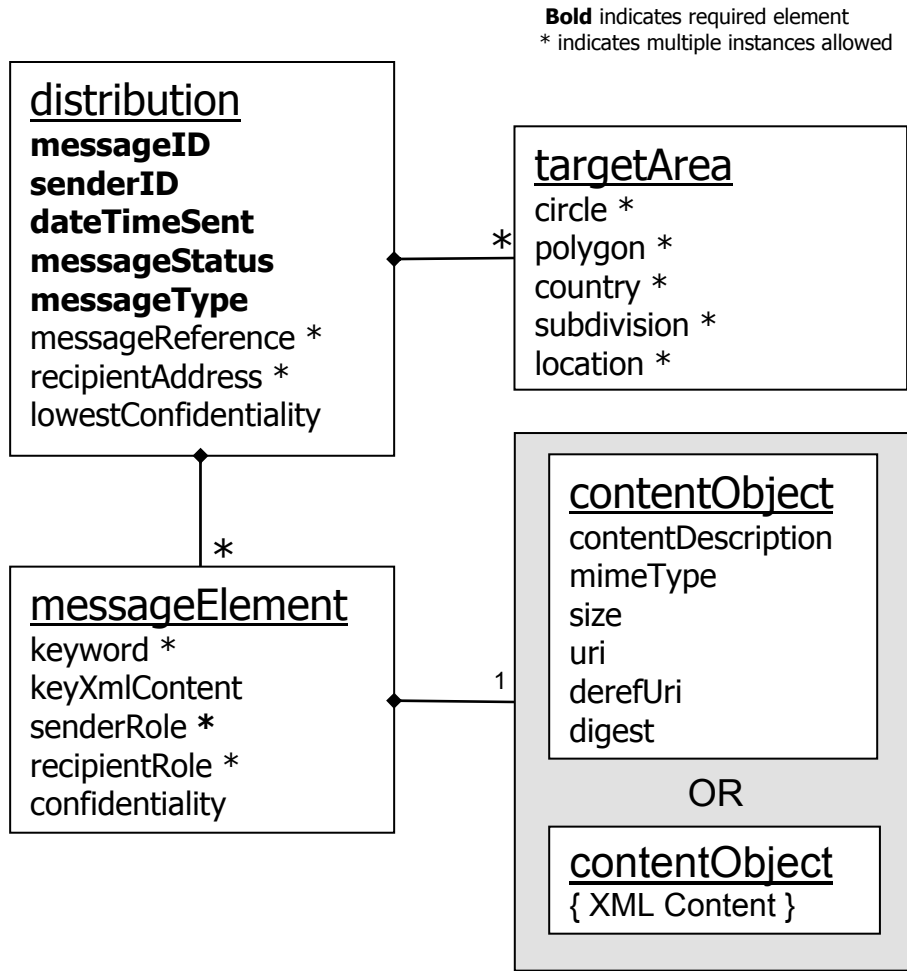 Bold indicates required element
* indicates multiple instances allowed
distribution
messageID
senderID
dateTimeSent
messageStatus
messageType
messageReference *
recipientAddress *
lowestConfidentiality
*
targetArea
circle *
polygon *
country *
subdivision *
location *
*
messageElement
keyword *
keyXmlContent
senderRole *
recipientRole *
confidentiality
1
contentObject
contentDescription
mimeType
size
uri
derefUri
digest
OR
contentObject
{ XML Content }